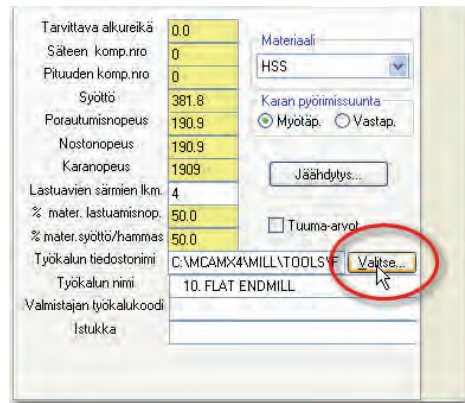 Tarvittava alkureikä 0.0
Säteen komp.nro 0
Pituuden komp.nro 0
Syöttö 381.8
Porautumisnopeus 190.9
Nostonopeus 190.9
Karanopeus 1909
Lastuavien särmien lkm. 4
% mater. lastuamisnop. 50.0
% mater.syöttö/hammas 50.0
Työkalun tiedostonimi C:\MCAMX4\MILL\TOOLS\F Valitse...
Työkalun nimi 10. FLAT ENDMILL
Valmistajan työkalukoodi
Istukka
Materiaali
HSS
Karan pyörimissuunta
Myötäp. Vastap.
Jäähdytys...
Tuuma-arvot